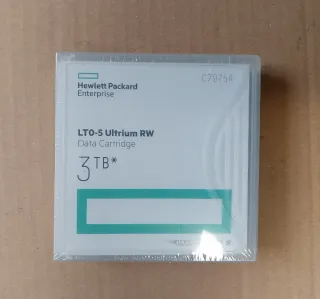 C7975A
Hewlett Packard
Enterprise
LTO-5 Ultrium RW
Data Cartridge
3TB*